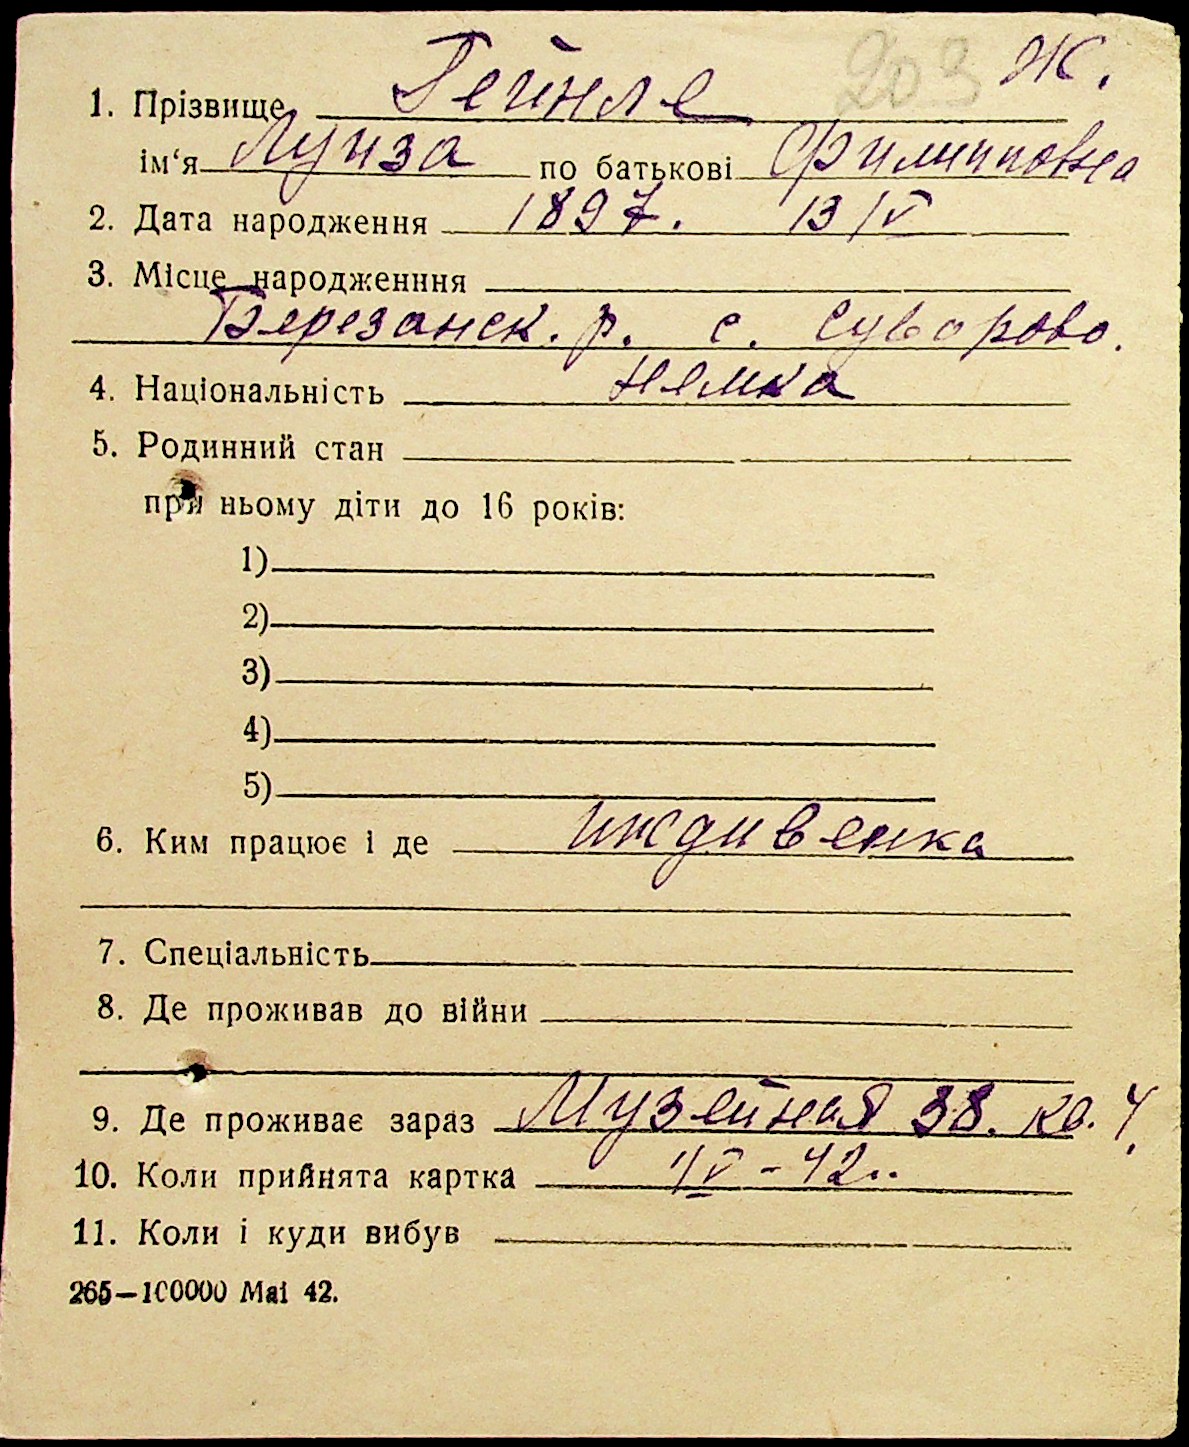 203 Ж.
1. Прізвище Гейнле
ім‘я Луиза по батькові Филипповна
2. Дата народження 1897. 13/V
3. Місце народженння
Березанск. р. с. Суворово.
4. Національність немка
5. Родинний стан
при ньому діти до 16 років:
1)
2)
3)
4)
5)
6. Ким працює і де иждивенка
7. Спеціальність
8. Де проживав до війни
9. Де проживає зараз Музейная 38. кв. 4.
10. Коли прийнята картка 1/V - 42 г.
11. Коли і куди вибув
265—100000 Маі 42.